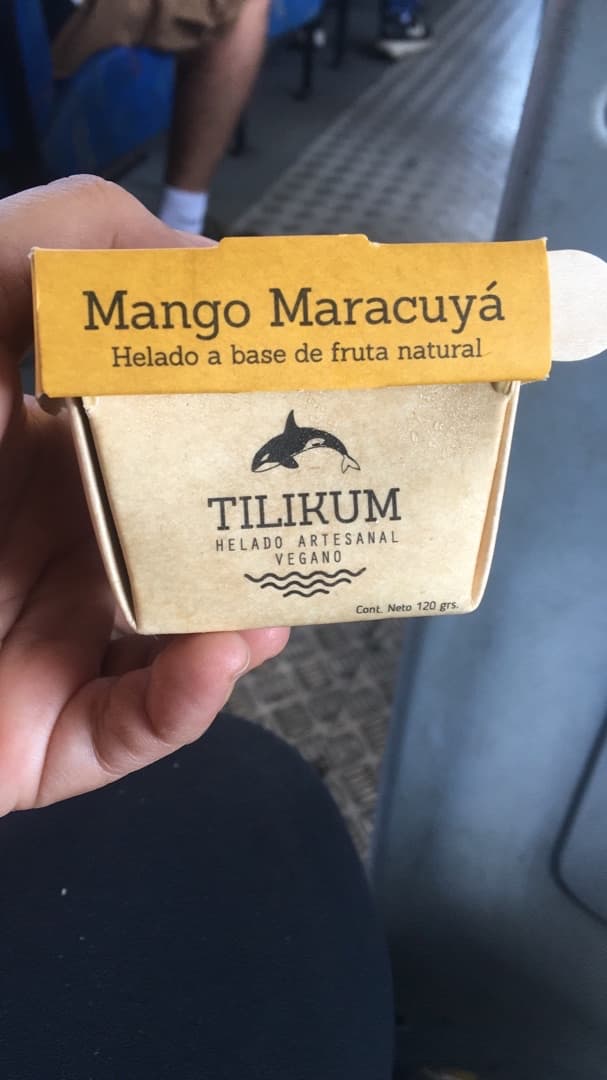 Mango Maracuyá
Helado a base de fruta natural
TILIKUM
HELADO ARTESANAL
VEGANO
Cont. Neto 120 grs.